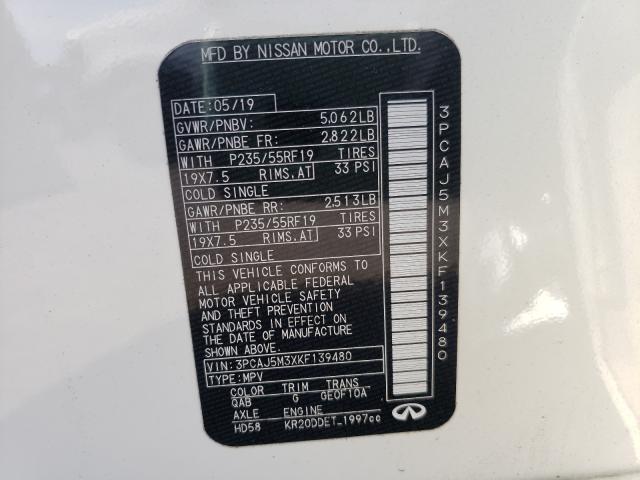 MFD BY NISSAN MOTOR CO.,LTD.
DATE:05/19
GVWR/PNBV: 5.062LB
GAWR/PNBE FR: 2.822LB
WITH P235/55RF19 TIRES
19X7.5 RIMS.AT 33 PSI
COLD SINGLE
GAWR/PNBE RR: 2.513LB
WITH P235/55RF19 TIRES
19X7.5 RIMS.AT 33 PSI
COLD SINGLE
THIS VEHICLE CONFORMS TO
ALL APPLICABLE FEDERAL
MOTOR VEHICLE SAFETY
AND THEFT PREVENTION
STANDARDS IN EFFECT ON
THE DATE OF MANUFACTURE
SHOWN ABOVE.
VIN: 3PCAJ5M3XKF139480
TYPE: MPV
COLOR TRIM TRANS
QAB G GE0F10A
AXLE ENGINE
HD58 KR20DDET_1997cc
3PCAJ5M3XKF139480